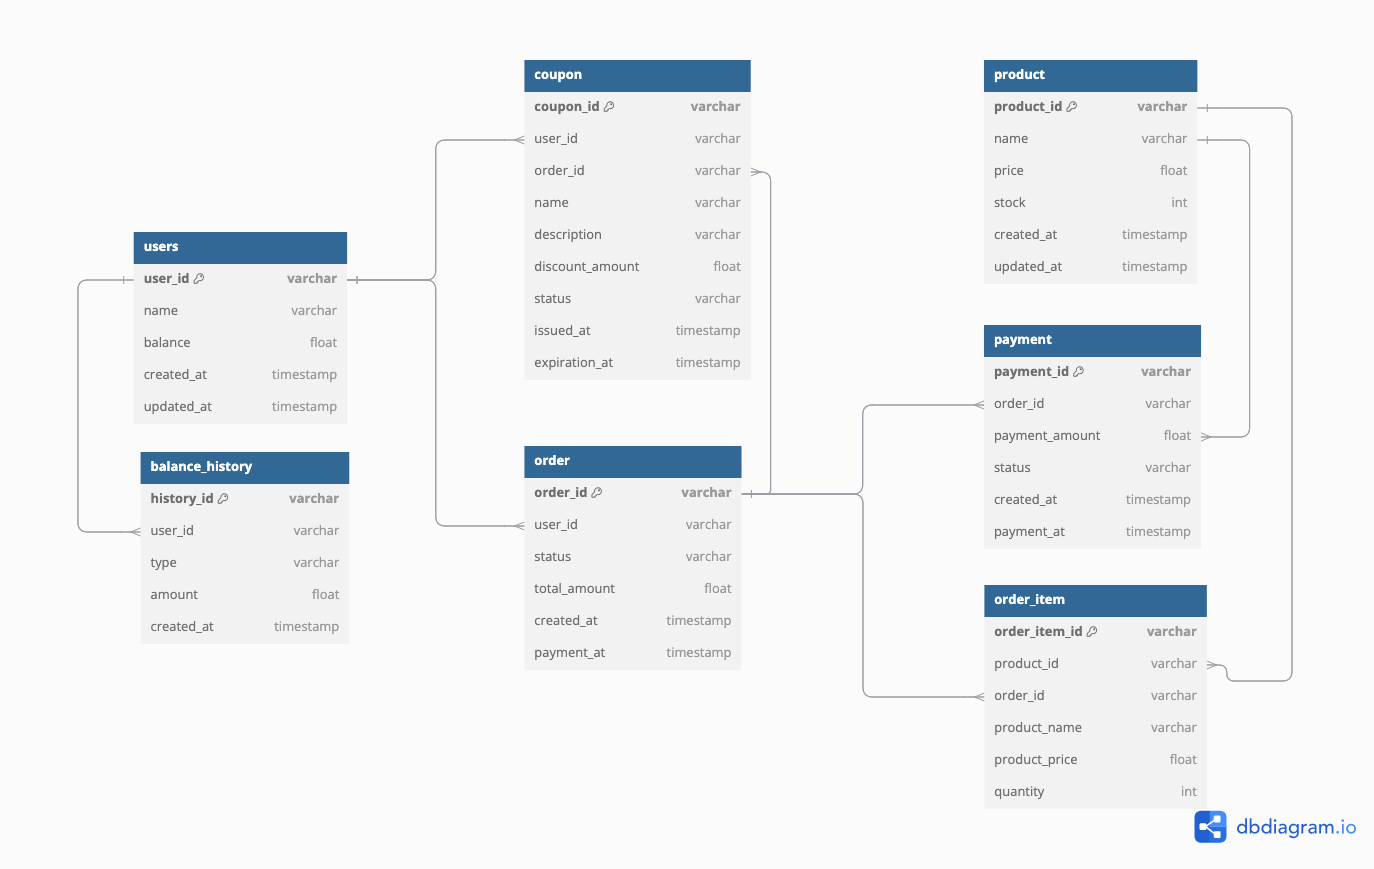 coupon
coupon_id varchar
user_id varchar
order_id varchar
name varchar
description varchar
discount_amount float
status varchar
issued_at timestamp
expiration_at timestamp
product
product_id varchar
name varchar
price float
stock int
created_at timestamp
updated_at timestamp
users
user_id varchar
name varchar
balance float
created_at timestamp
updated_at timestamp
payment
payment_id varchar
order_id varchar
payment_amount float
status varchar
created_at timestamp
payment_at timestamp
balance_history
history_id varchar
user_id varchar
type varchar
amount float
created_at timestamp
order
order_id varchar
user_id varchar
status varchar
total_amount float
created_at timestamp
payment_at timestamp
order_item
order_item_id varchar
product_id varchar
order_id varchar
product_name varchar
product_price float
quantity int
dbdiagram.io